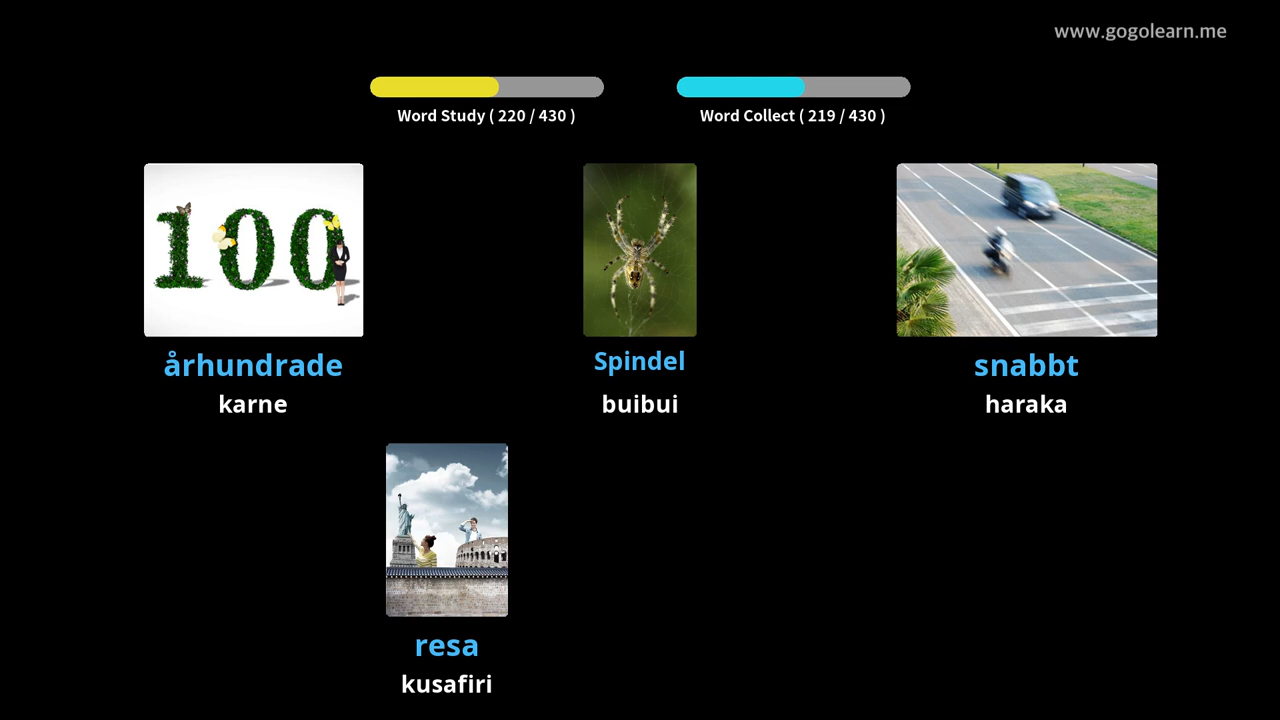 www.gogolearn.me
Word Study ( 220 / 430 )
Word Collect ( 219 / 430 )
100
århundrade
karne
Spindel
buibui
snabbt
haraka
resa
kusafiri